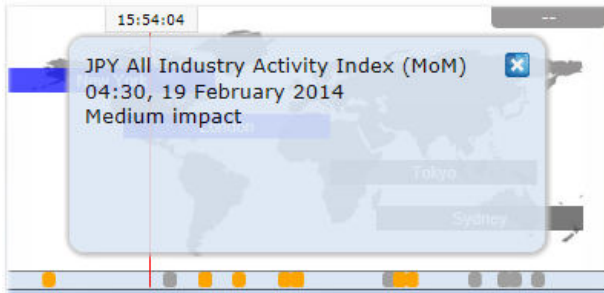 15:54:04
--
JPY All Industry Activity Index (MoM)
04:30, 19 February 2014
Medium impact
New York
London
Tokyo
Sydney